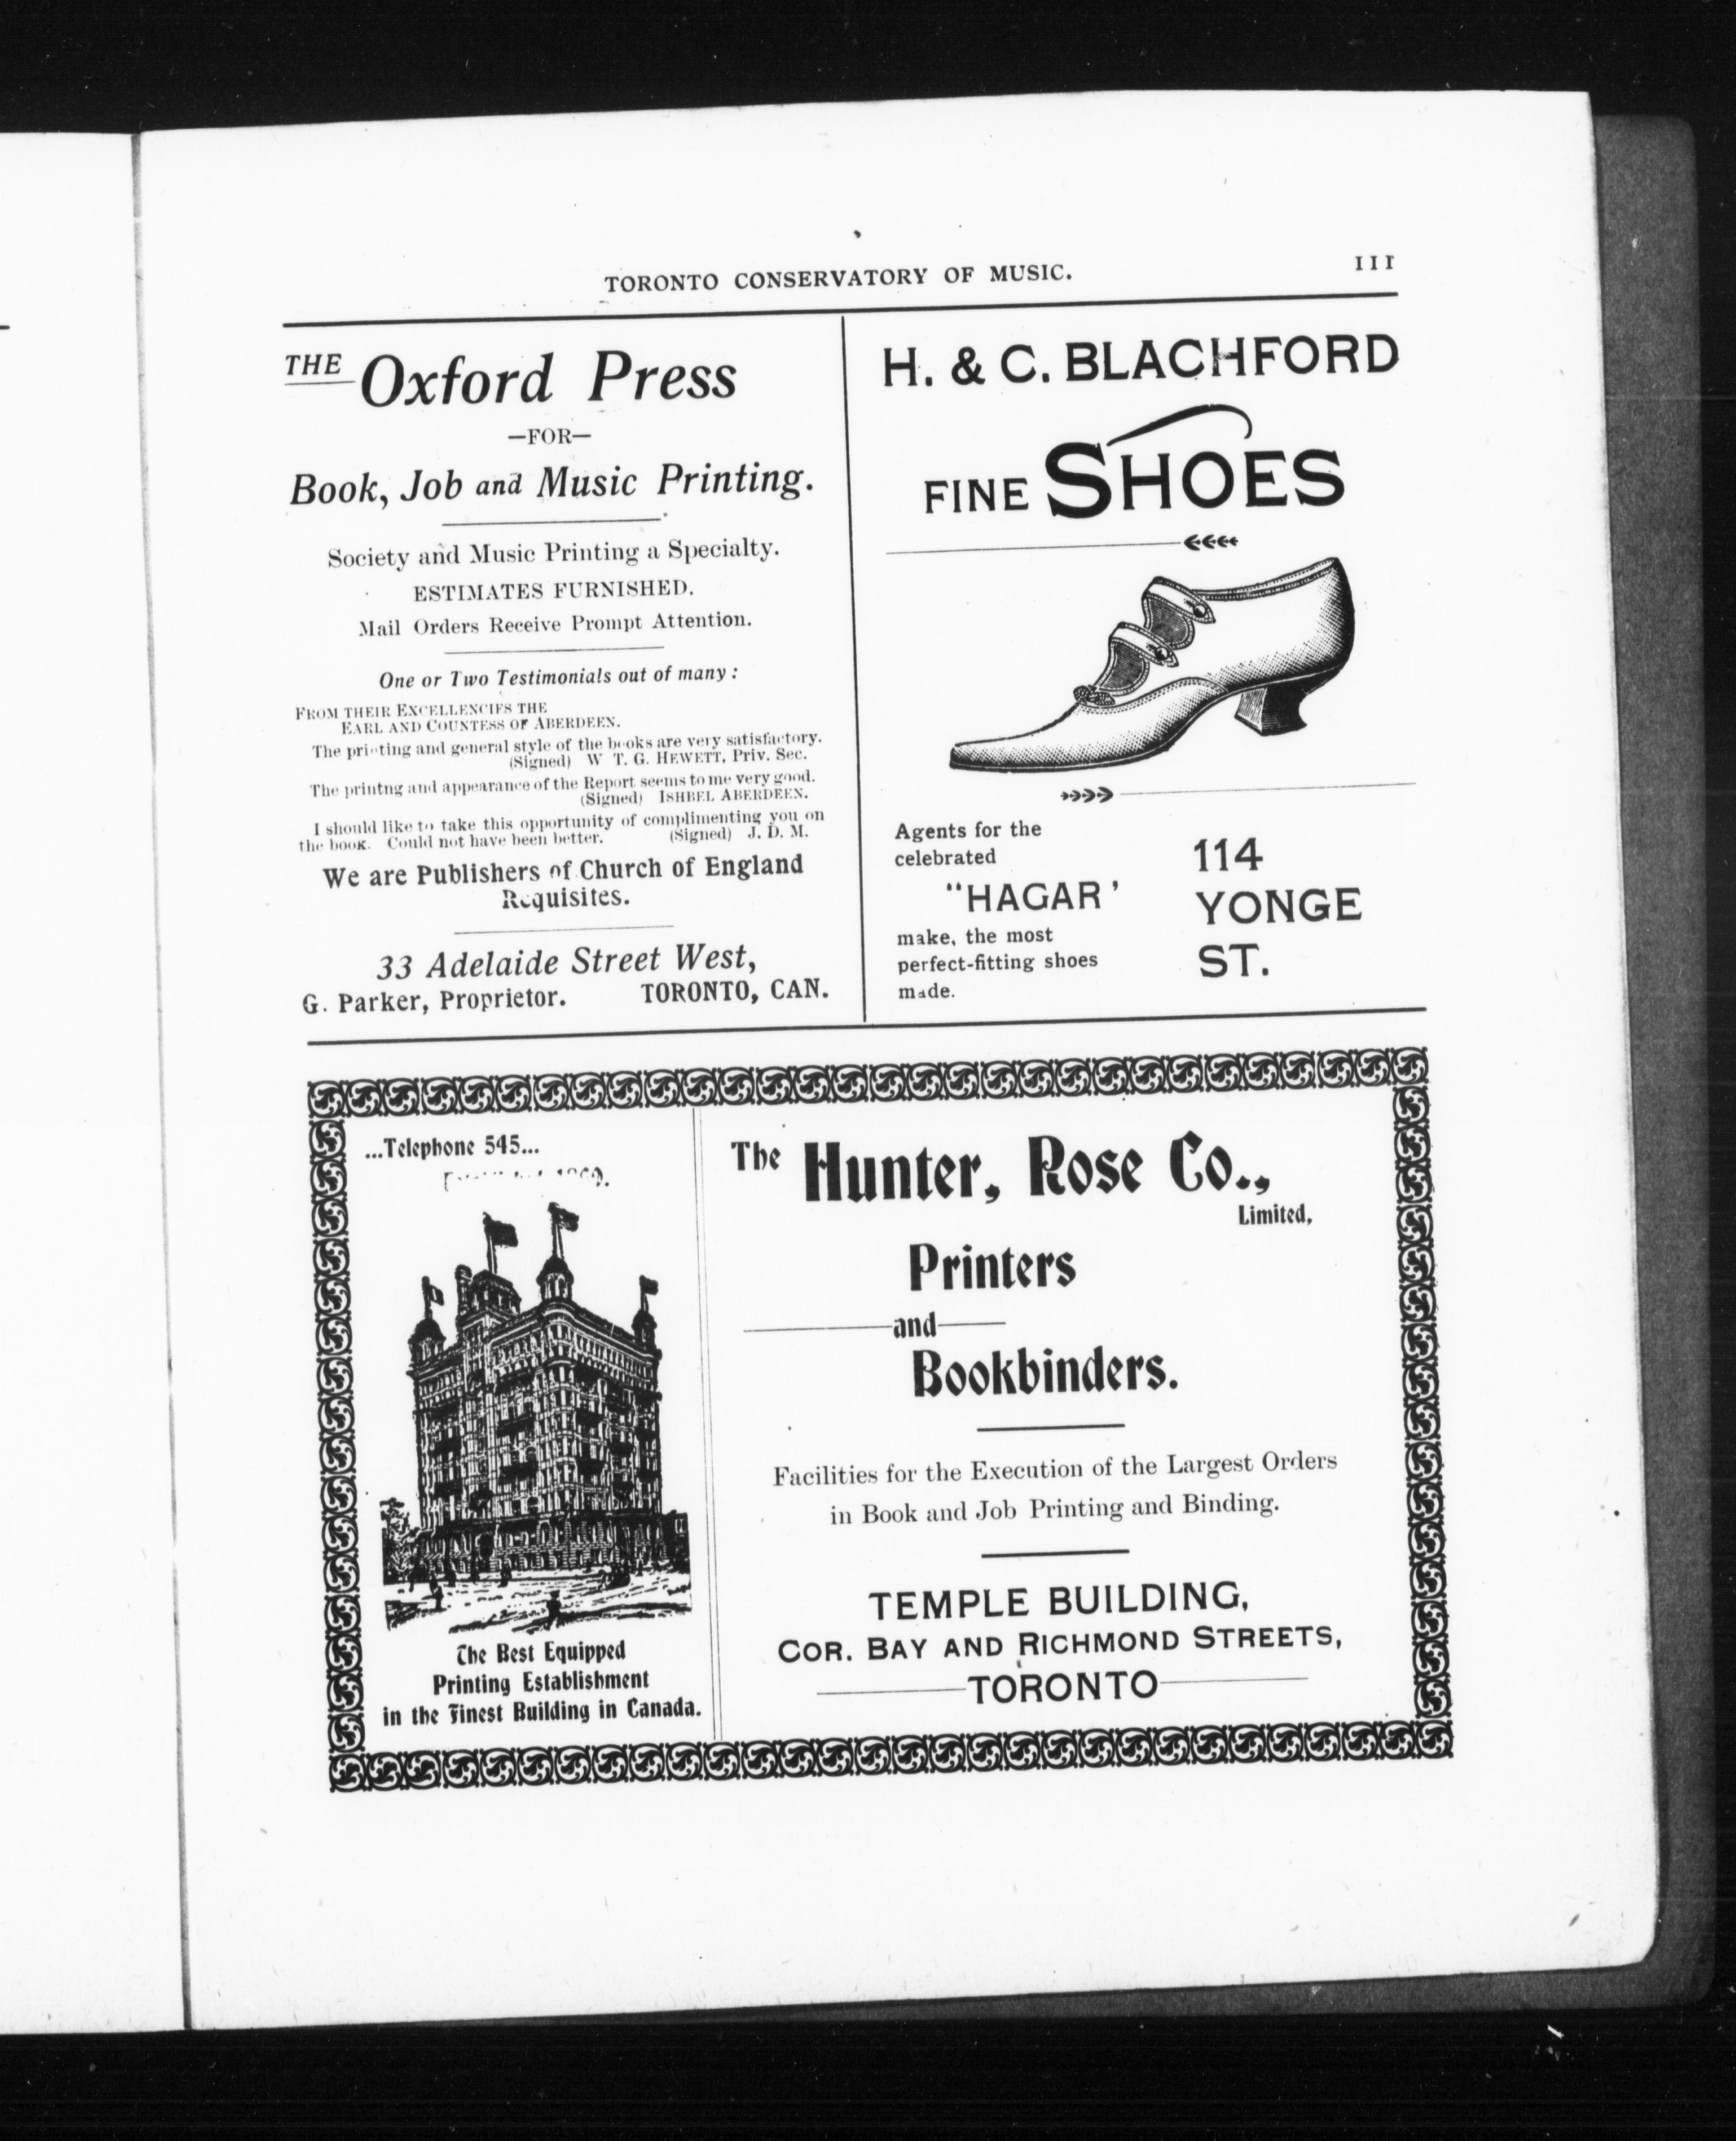 TORONTO CONSERVATORY OF MUSIC.
111
THE Oxford Press
—FOR—
Book, Job and Music Printing.
Society and Music Printing a Specialty.
ESTIMATES FURNISHED.
Mail Orders Receive Prompt Attention.
One or Two Testimonials out of many :
FROM THEIR EXCELLENCIES THE
EARL AND COUNTESS OF ABERDEEN.
The printing and general style of the books are very satisfactory.
(Signed) W T. G. HEWETT, Priv. Sec.
The printng and appearance of the Report seems to me very good.
(Signed) ISHBEL ABERDEEN.
I should like to take this opportunity of complimenting you on
the book. Could not have been better. (Signed) J. D. M.
We are Publishers of Church of England
Requisites.
33 Adelaide Street West,
G. Parker, Proprietor. TORONTO, CAN.
H. & C. BLACHFORD
FINE SHOES
Agents for the
celebrated
"HAGAR'
make, the most
perfect-fitting shoes
made.
114
YONGE
ST.
...Telephone 545...
The Best Equipped
Printing Establishment
in the Finest Building in Canada.
The Hunter, Rose Co.,
Limited,
Printers
and
Bookbinders.
Facilities for the Execution of the Largest Orders
in Book and Job Printing and Binding.
TEMPLE BUILDING,
COR. BAY AND RICHMOND STREETS,
TORONTO